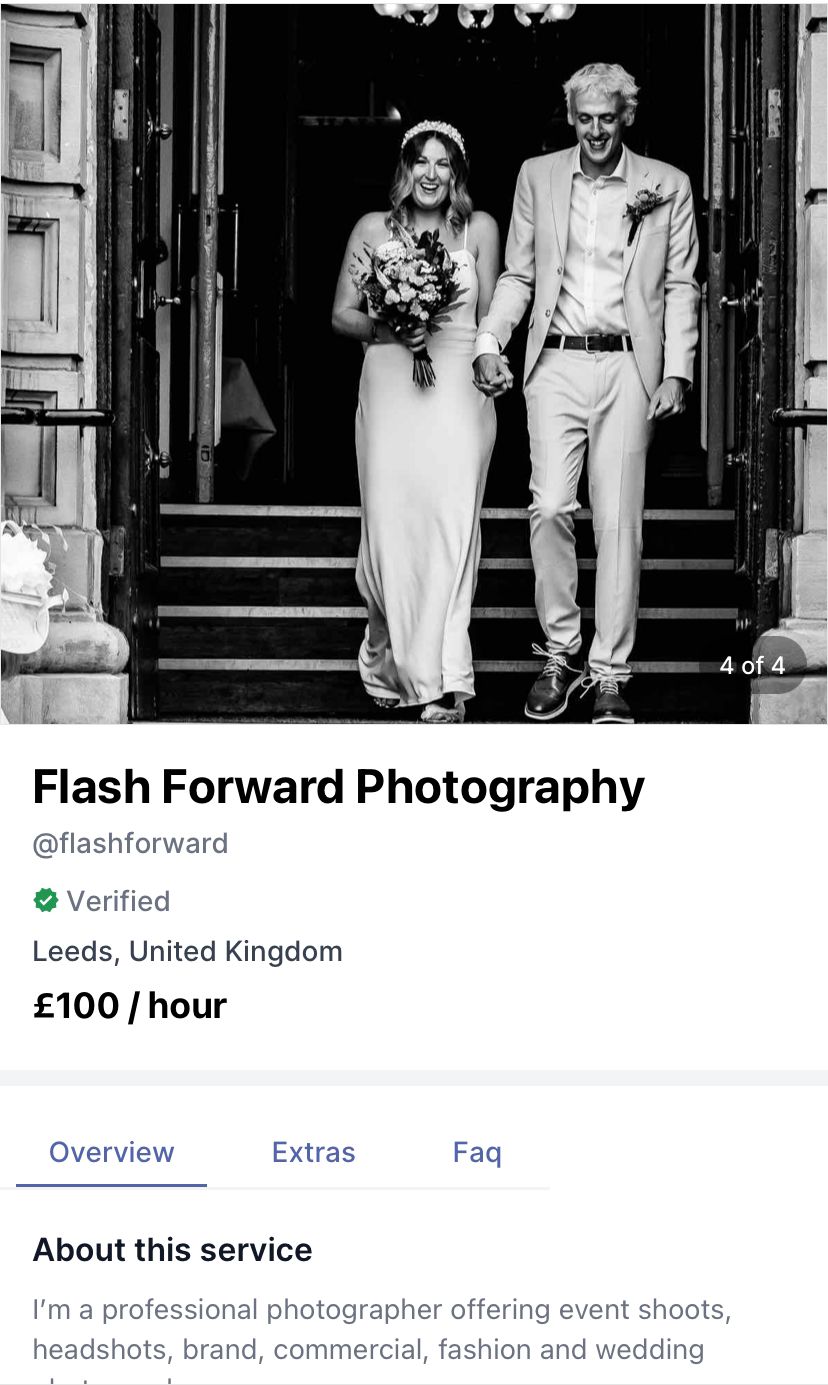 4 of 4
Flash Forward Photography
@flashforward
Verified
Leeds, United Kingdom
£100 / hour
Overview
Extras
Faq
About this service
I’m a professional photographer offering event shoots,
headshots, brand, commercial, fashion and wedding